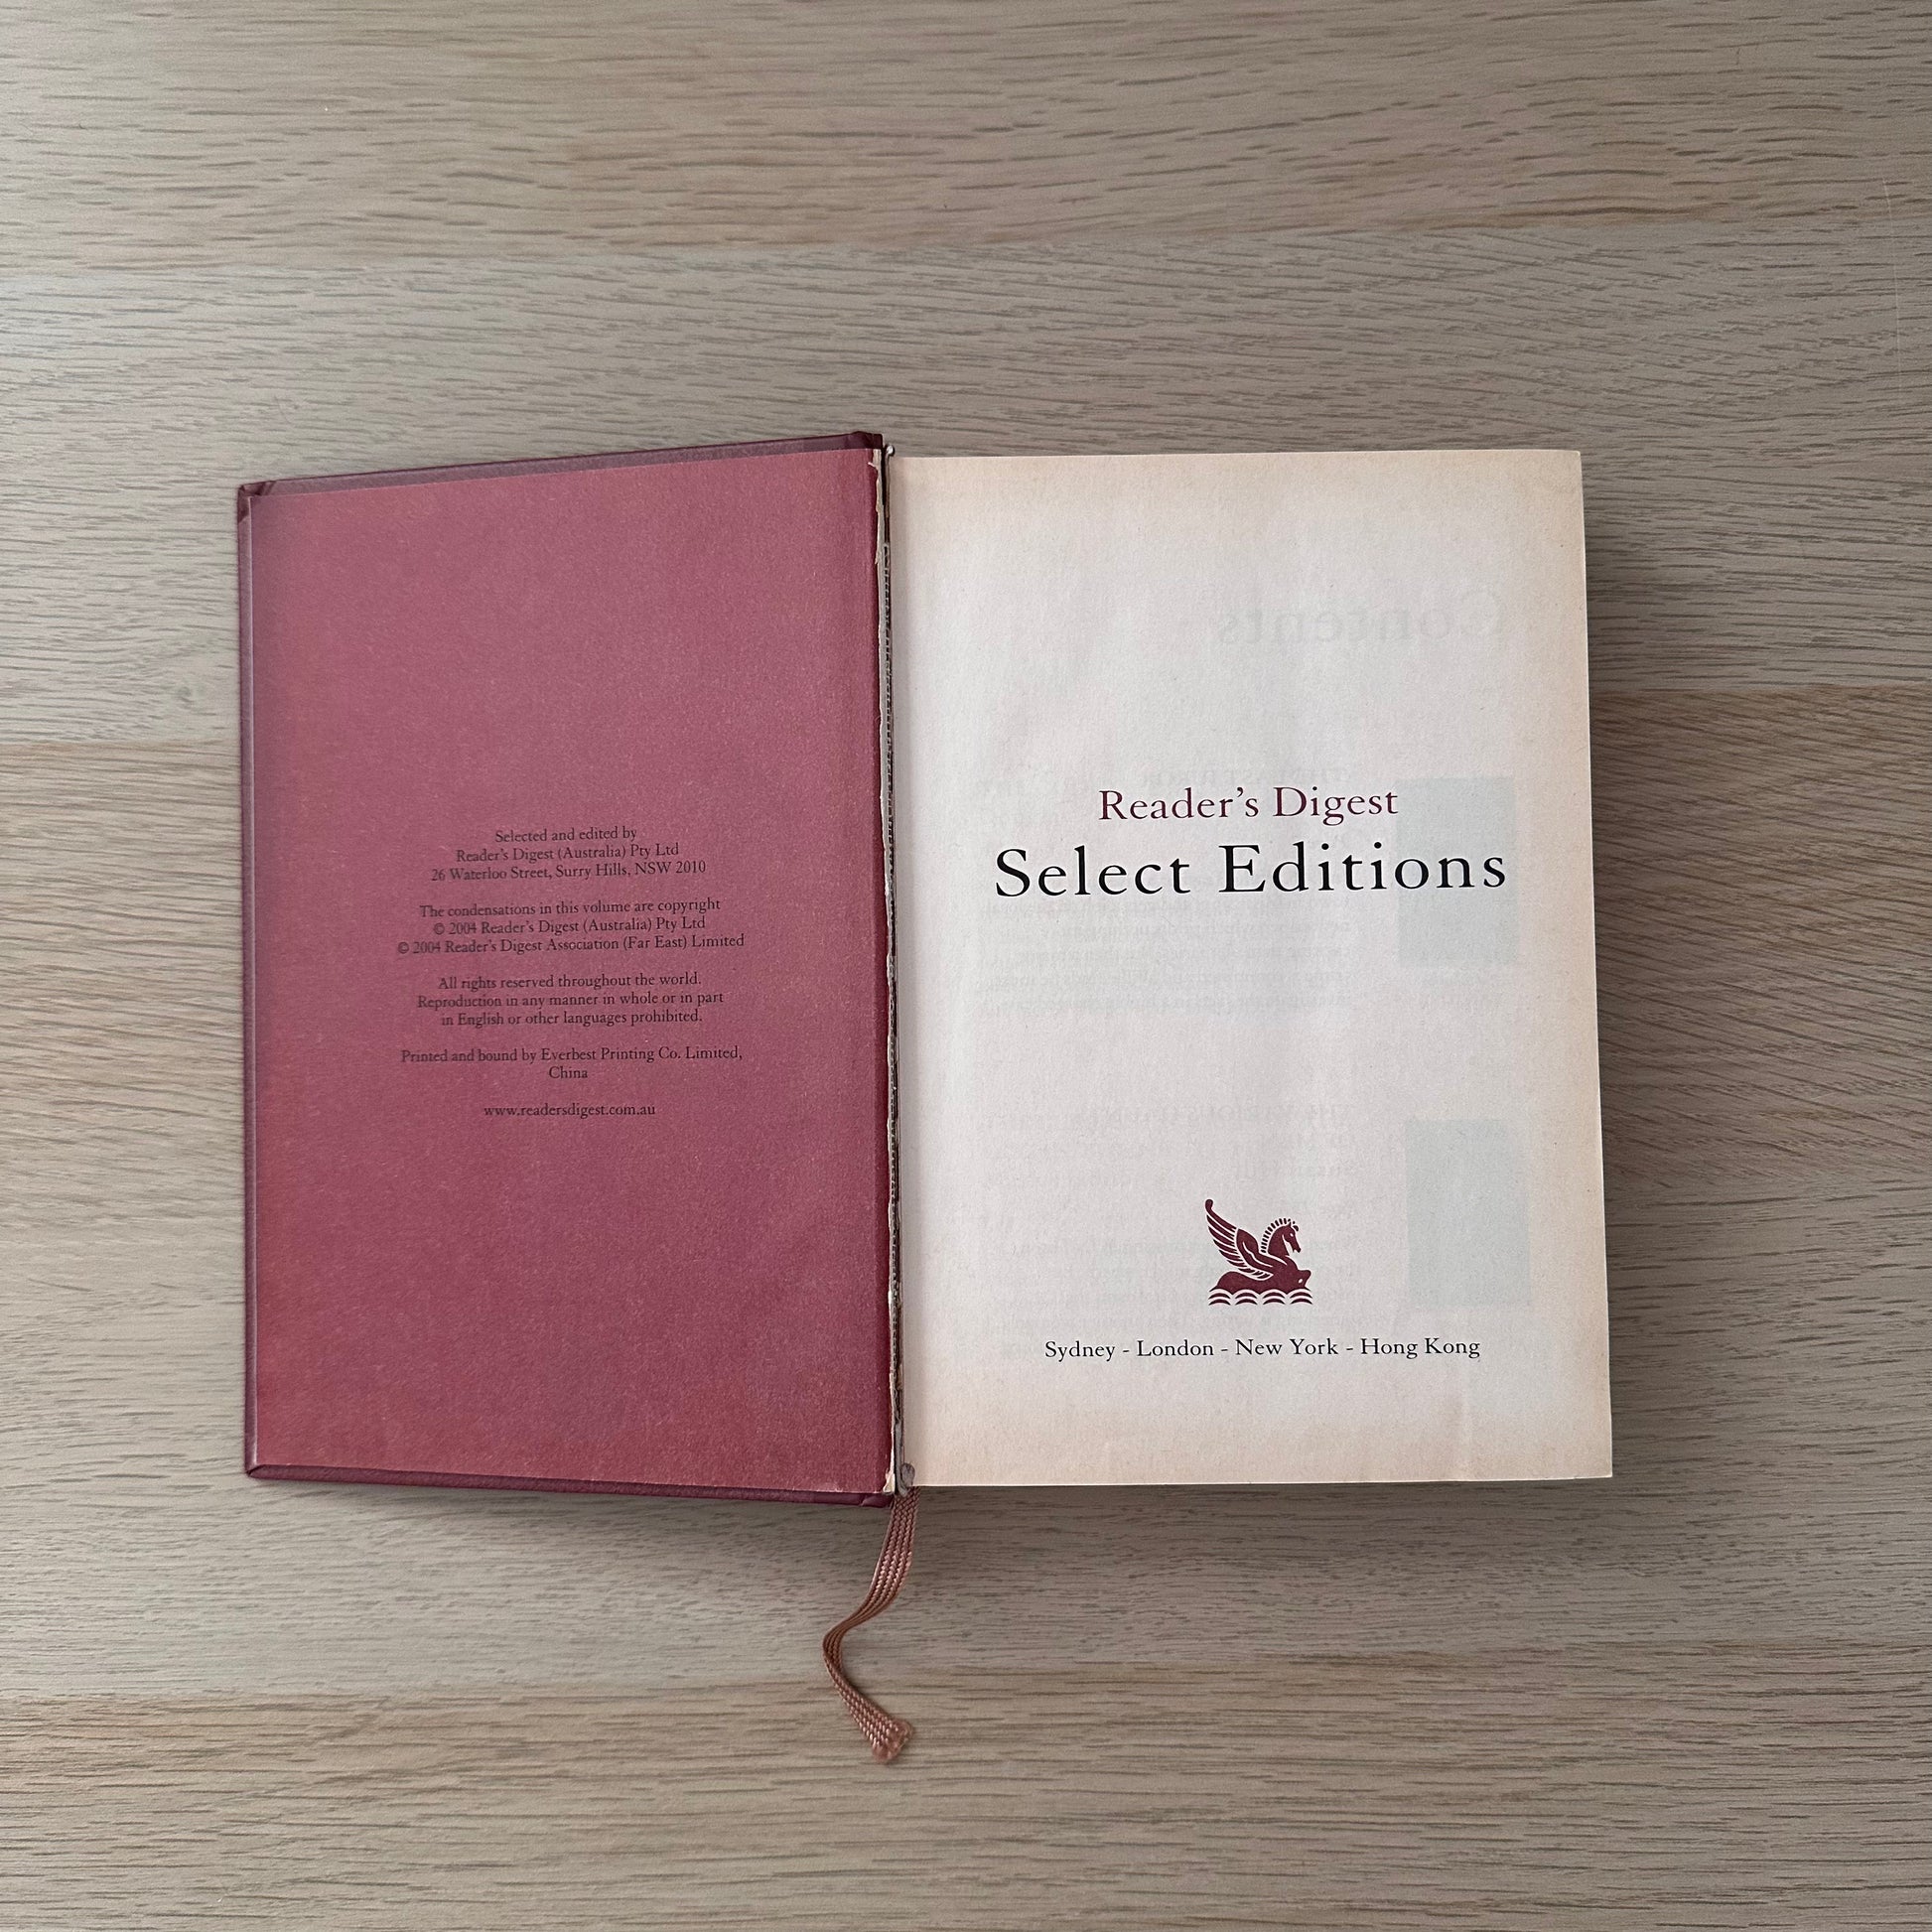 Selected and edited by
Reader's Digest (Australia) Pty Ltd
26 Waterloo Street, Surry Hills, NSW 2010
The condensations in this volume are copyright
© 2004 Reader's Digest (Australia) Pty Ltd
© 2004 Reader's Digest Association (Far East) Limited
All rights reserved throughout the world.
Reproduction in any manner in whole or in part
in English or other languages prohibited.
Printed and bound by Everbest Printing Co. Limited,
China
www.readersdigest.com.au
Contents
Reader's Digest
Select Editions
Sydney - London - New York - Hong Kong